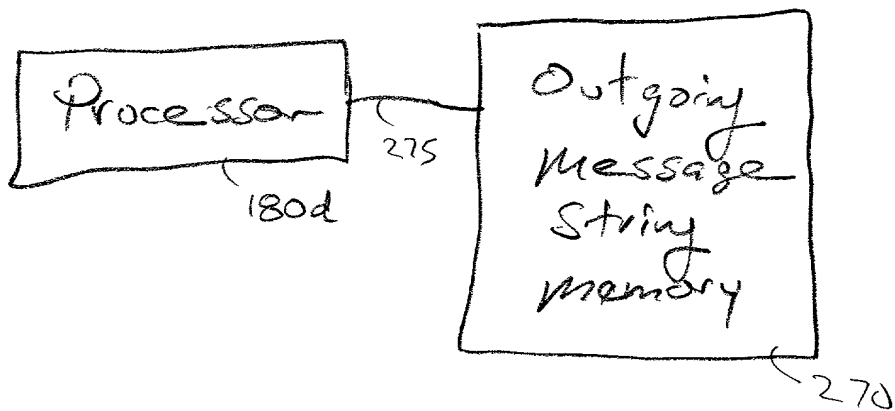 Processor
275
180d
Outgoing
Message
String
Memory
270